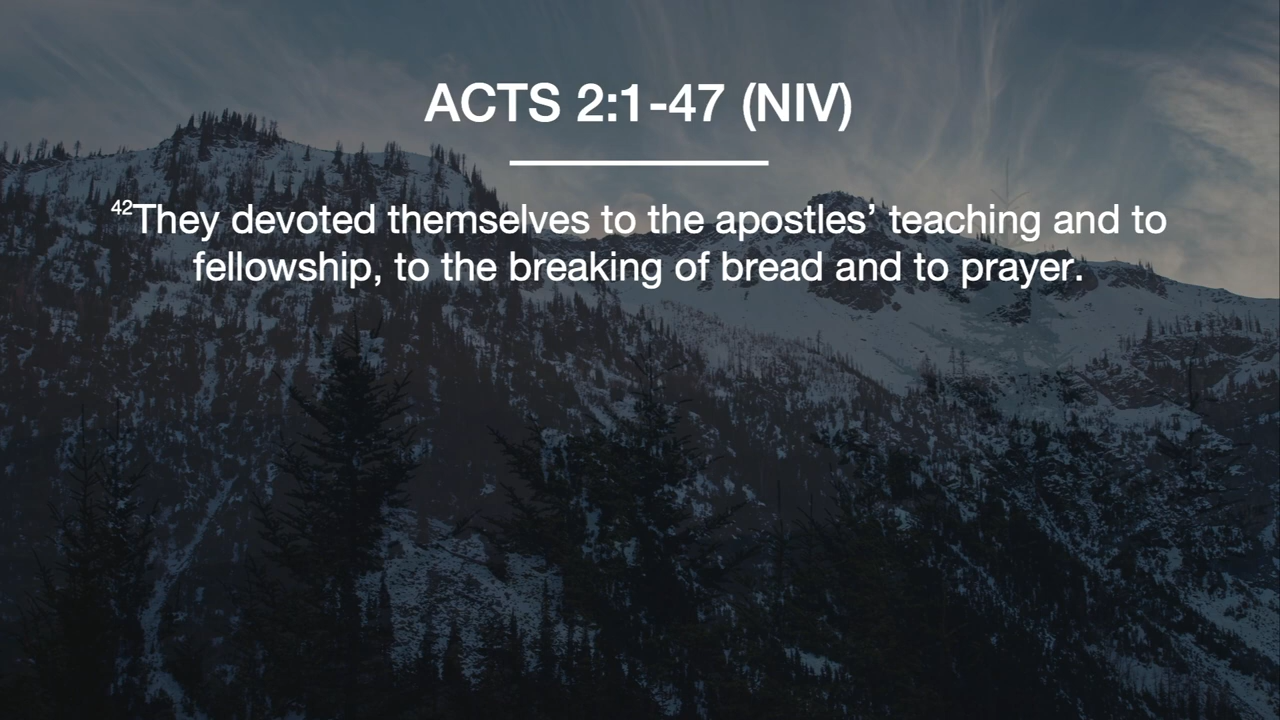 ACTS 2:1-47 (NIV)
42They devoted themselves to the apostles’ teaching and to
fellowship, to the breaking of bread and to prayer.